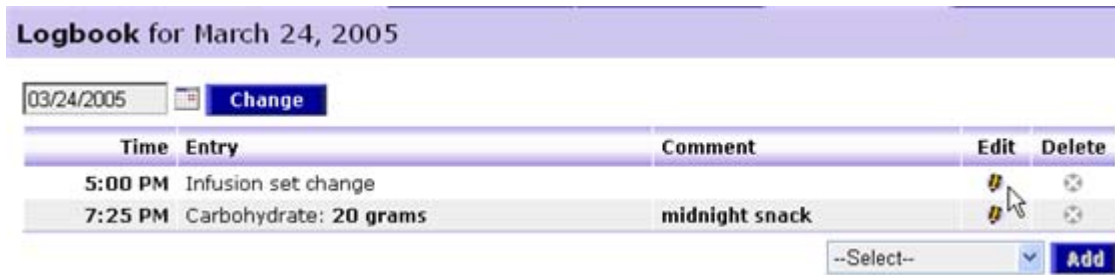 Logbook for March 24, 2005
03/24/2005 Change
Time Entry Comment Edit Delete
5:00 PM Infusion set change
7:25 PM Carbohydrate: 20 grams midnight snack
--Select-- Add